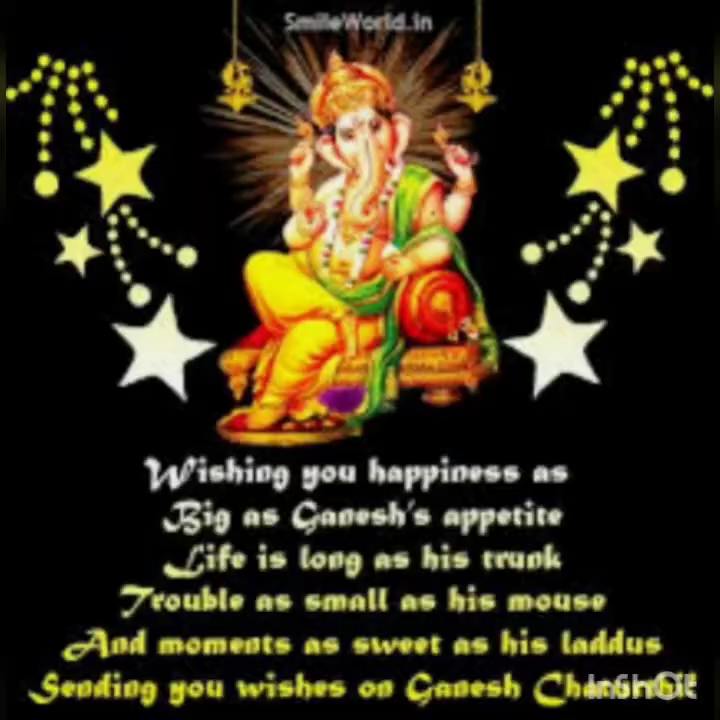 SmileWorld.in
Wishing you happiness as
Big as Ganesh's appetite
Life is long as his trunk
Trouble as small as his mouse
And moments as sweet as his laddus
Sending you wishes on Ganesh